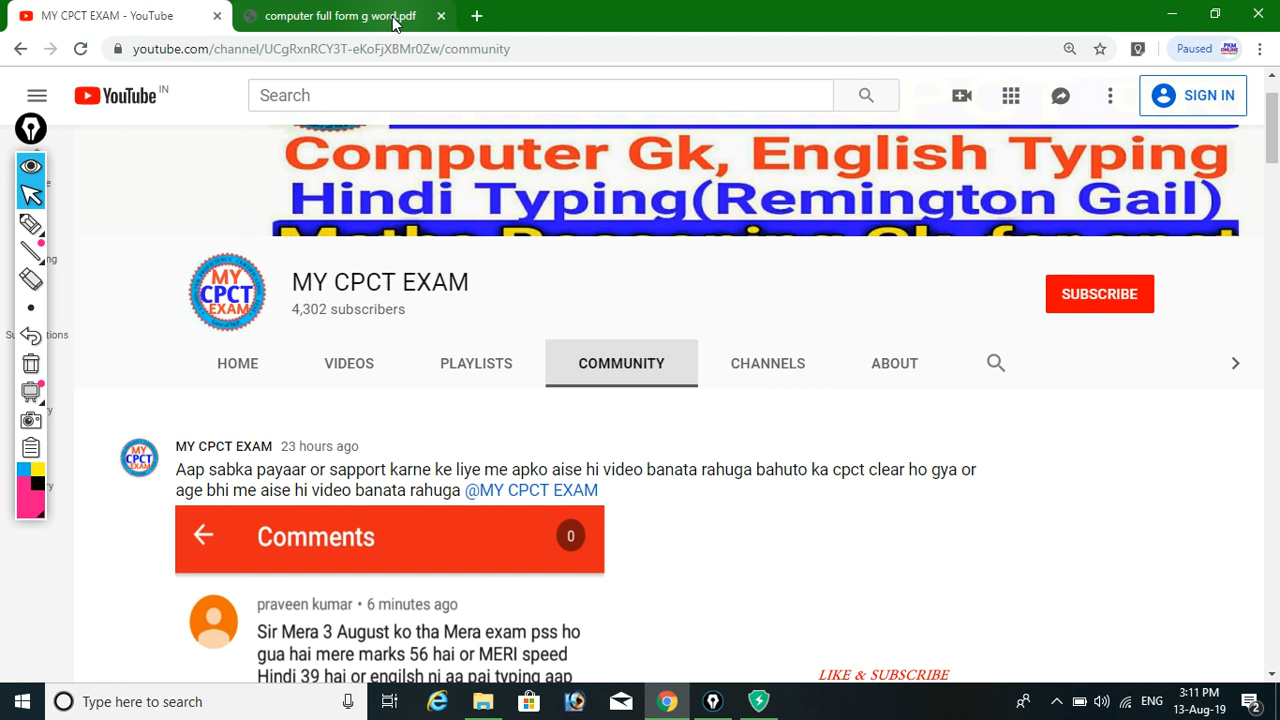 MY CPCT EXAM - YouTube
computer full form g word.pdf
youtube.com/channel/UCgRxnRCY3T-eKoFjXBMr0Zw/community
Paused
YouTube IN
Search
SIGN IN
Computer Gk, English Typing
Hindi Typing(Remington Gail)
MY CPCT EXAM
MY CPCT EXAM
4,302 subscribers
SUBSCRIBE
HOME
VIDEOS
PLAYLISTS
COMMUNITY
CHANNELS
ABOUT
MY CPCT EXAM
MY CPCT EXAM 23 hours ago
Aap sabka payaar or sapport karne ke liye me apko aise hi video banata rahuga bahuto ka cpct clear ho gya or
age bhi me aise hi video banata rahuga @MY CPCT EXAM
Comments
0
praveen kumar • 6 minutes ago
Sir Mera 3 August ko tha Mera exam pss ho
gua hai mere marks 56 hai or MERI speed
Hindi 39 hai or engilsh ni aa pai typing aap
LIKE & SUBSCRIBE
Type here to search
ENG
3:11 PM
13-Aug-19
2